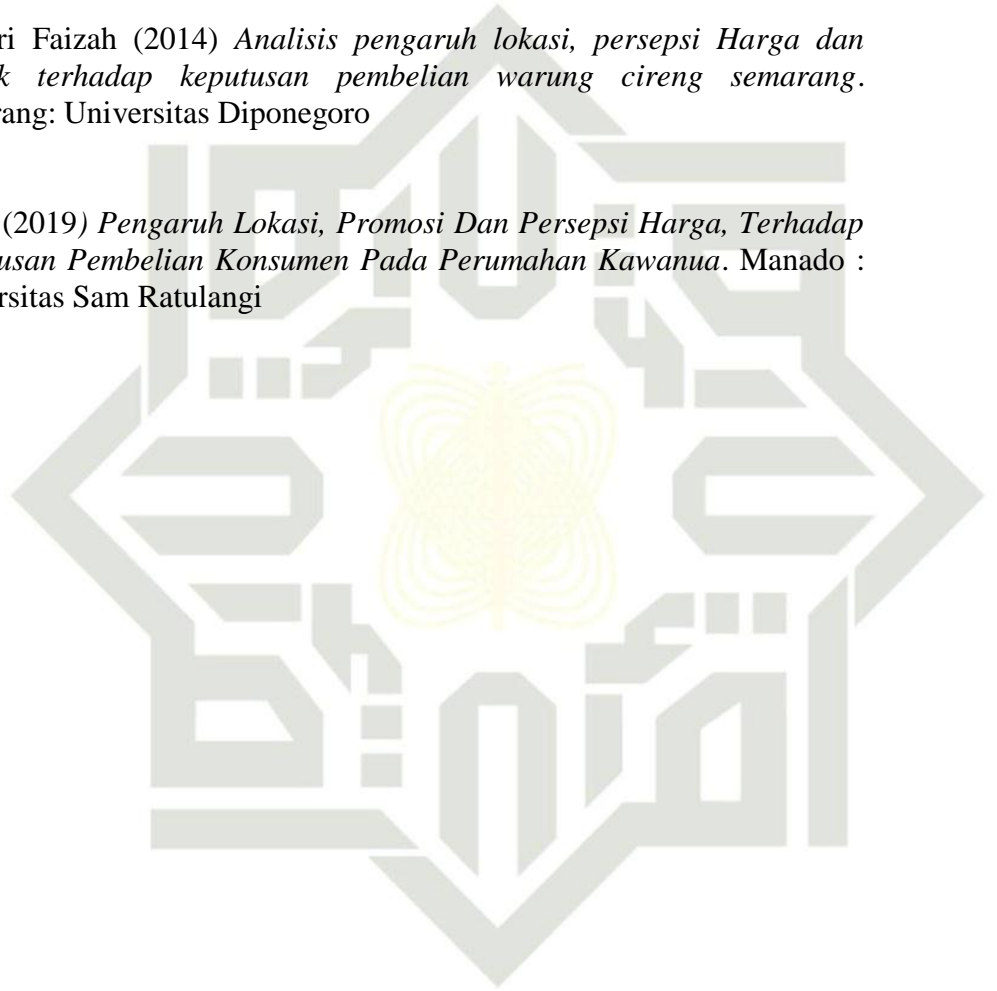 ri Faizah (2014) Analisis pengaruh lokasi, persepsi Harga dan
k terhadap keputusan pembelian warung cireng semarang.
rang: Universitas Diponegoro
(2019) Pengaruh Lokasi, Promosi Dan Persepsi Harga, Terhadap
usan Pembelian Konsumen Pada Perumahan Kawanua. Manado :
rsitas Sam Ratulangi